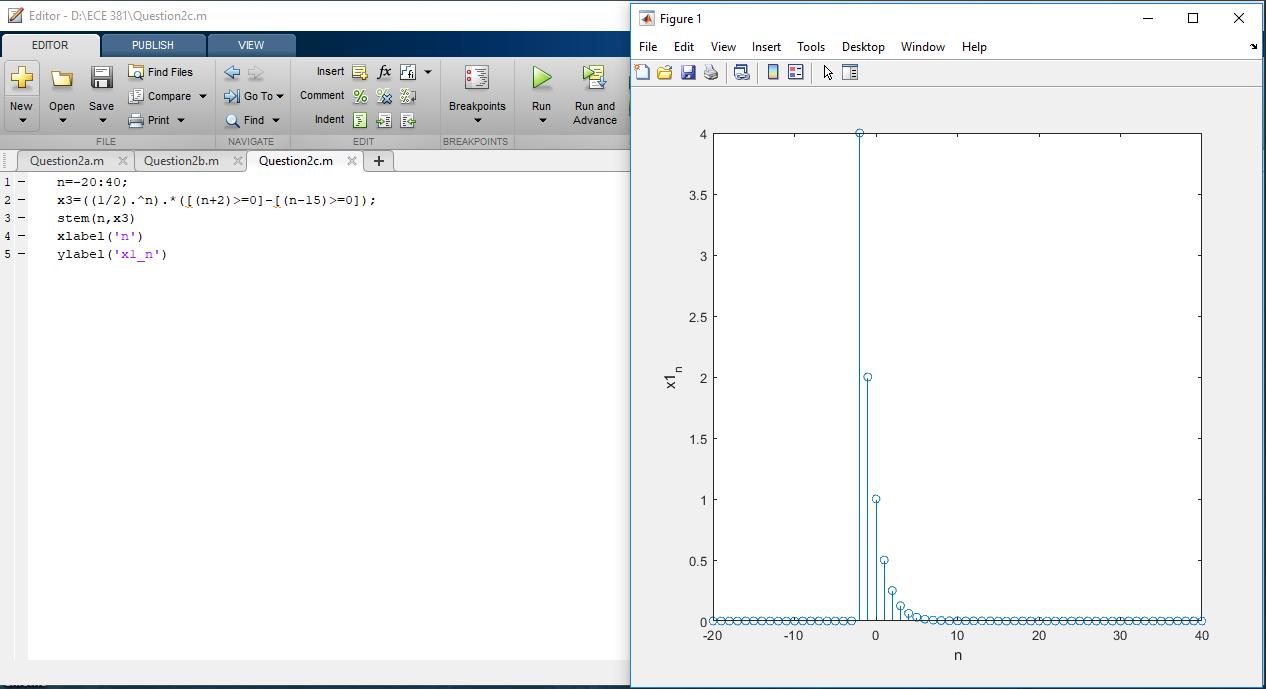 Editor - D:\ECE 381\Question2c.m
EDITOR PUBLISH VIEW
New
Open
Save
Find Files
Compare
Print
FILE
Go To
Find
NAVIGATE
Insert fx
Comment
Indent
EDIT
Breakpoints
BREAKPOINTS
Run
Run and
Advance
Question2a.m Question2b.m Question2c.m
1 n=-20:40;
2 x3=((1/2).^n).*([(n+2)>=0]-[(n-15)>=0]);
3 stem(n,x3)
4 xlabel('n')
5 ylabel('x1_n')
Figure 1
File Edit View Insert Tools Desktop Window Help
4
3.5
3
2.5
2
1.5
1
0.5
0
x1n
-20 -10 0 10 20 30 40
n